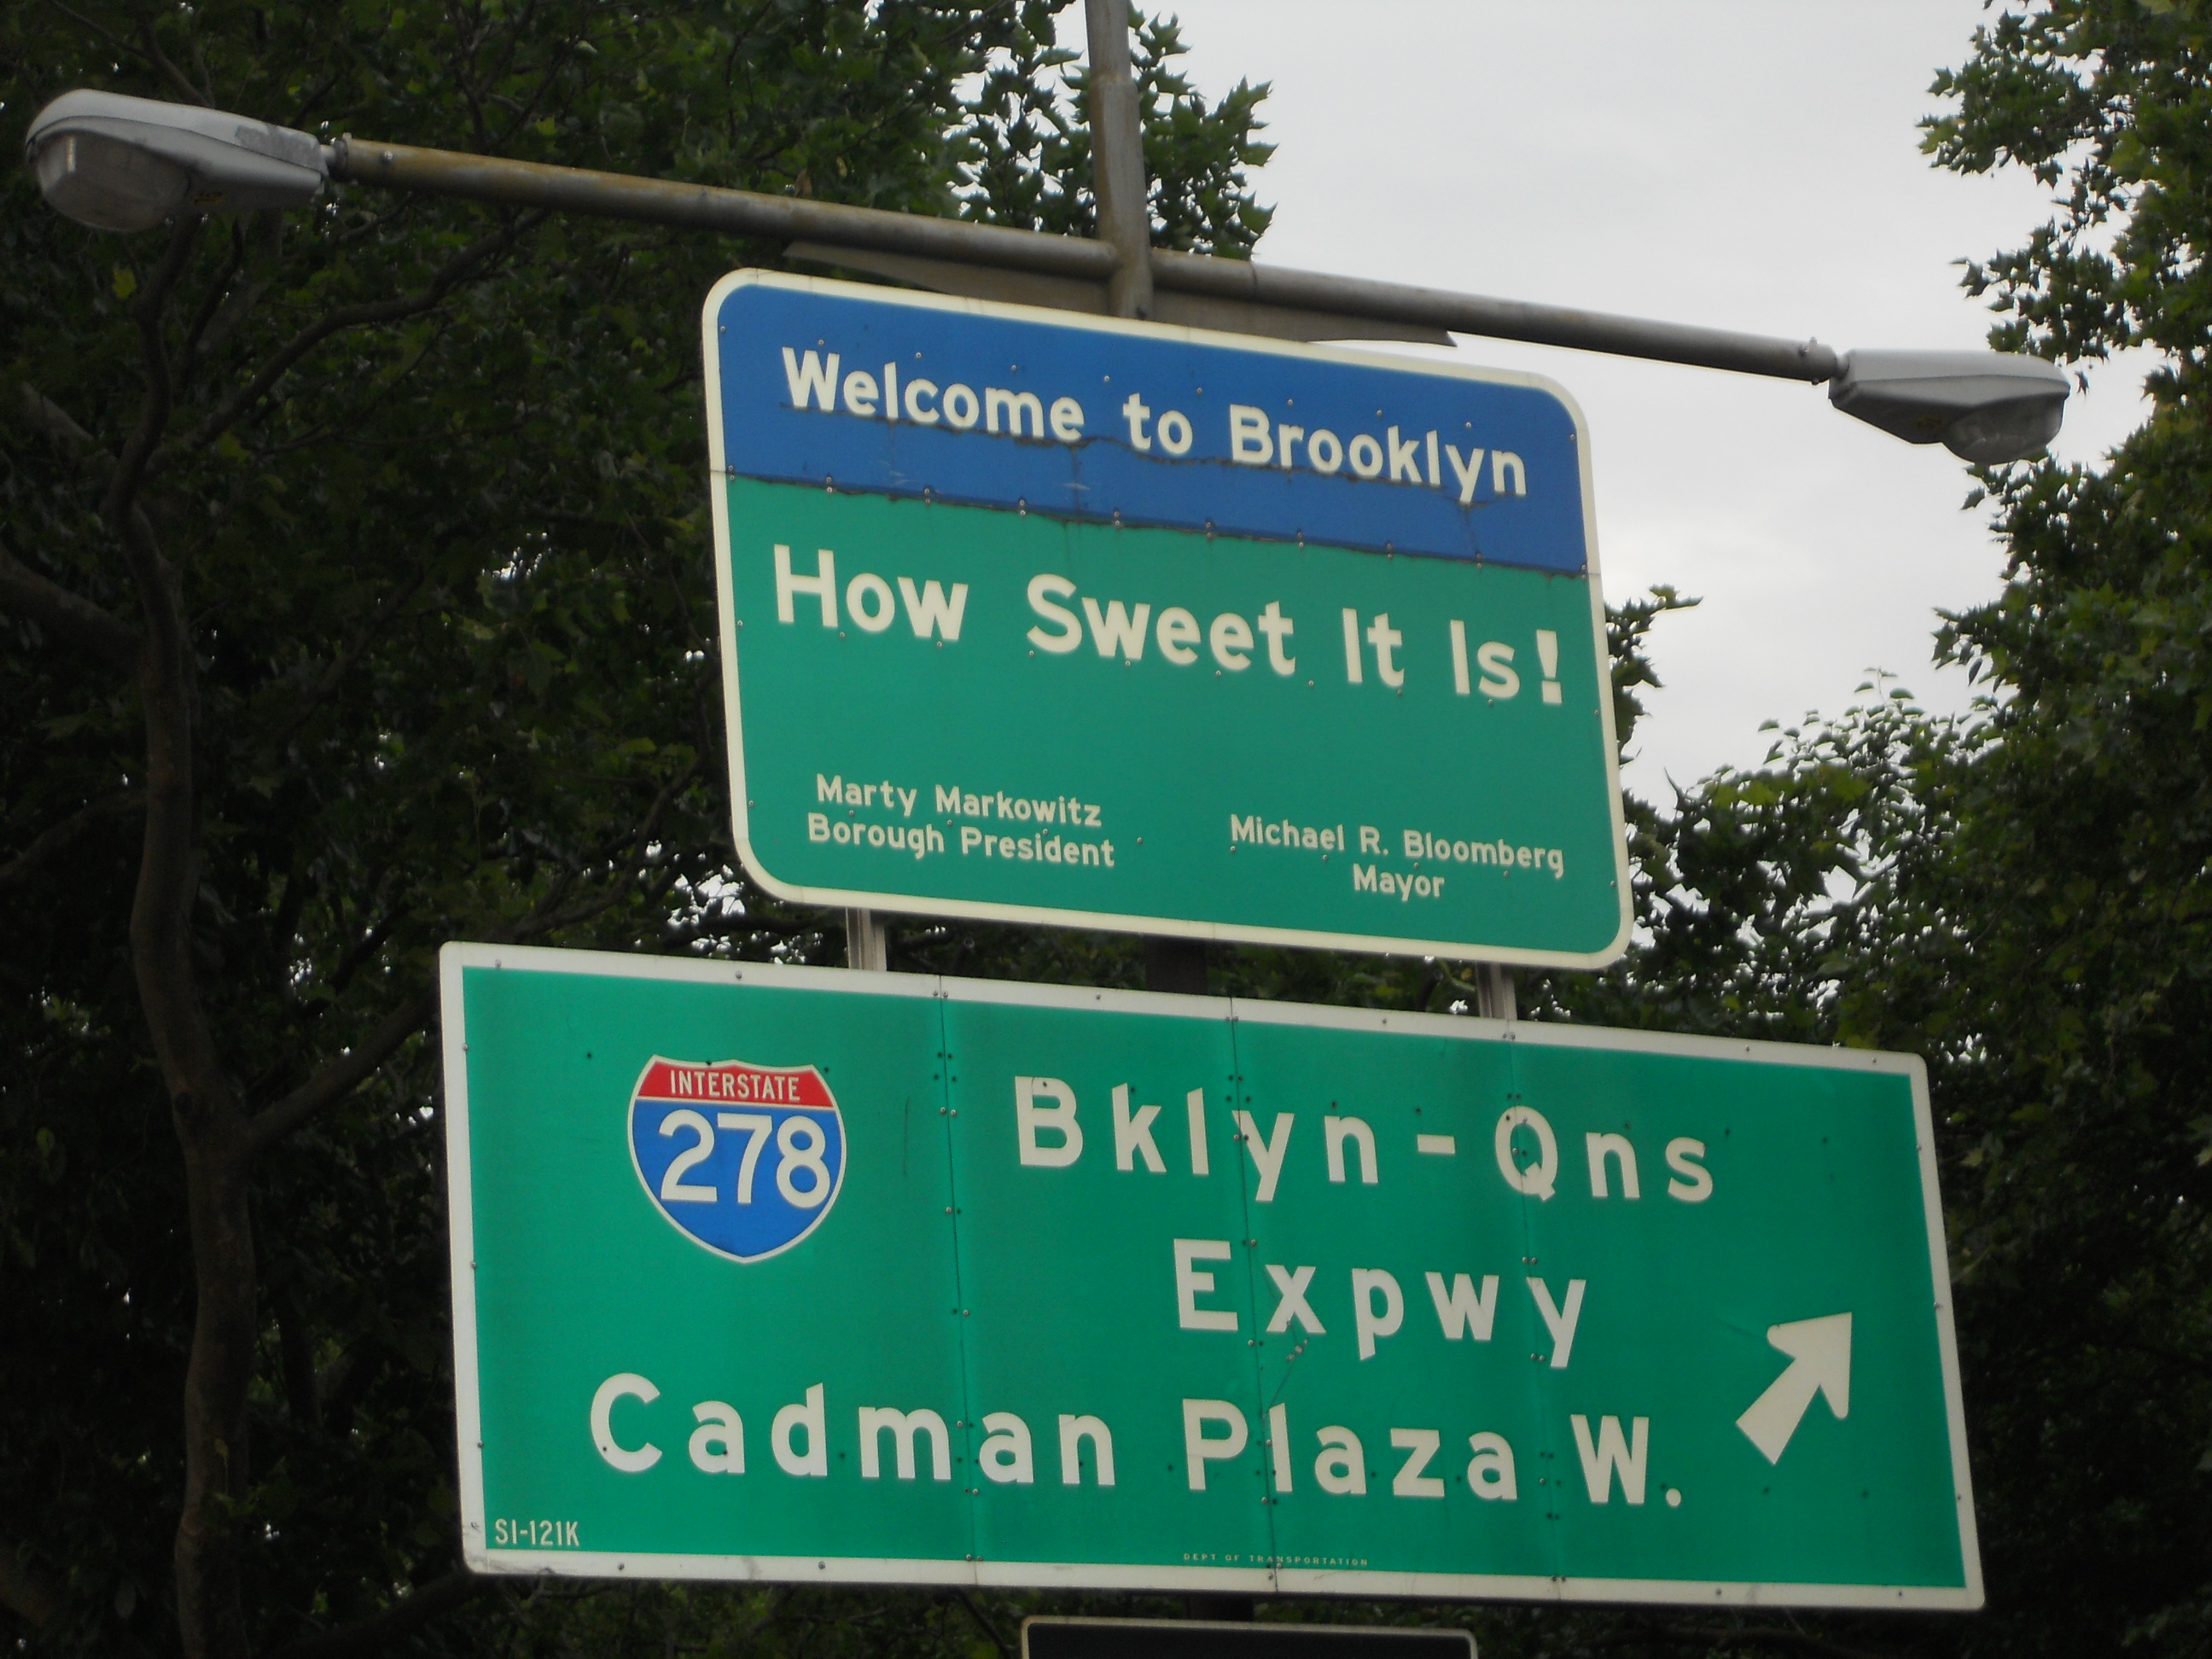 Welcome to Brooklyn
How Sweet It Is!
Marty Markowitz
Borough President
Michael R. Bloomberg
Mayor
INTERSTATE
278
Bklyn-Qns
Expwy
Cadman Plaza W.
SI-121K
DEPT OF TRANSPORTATION